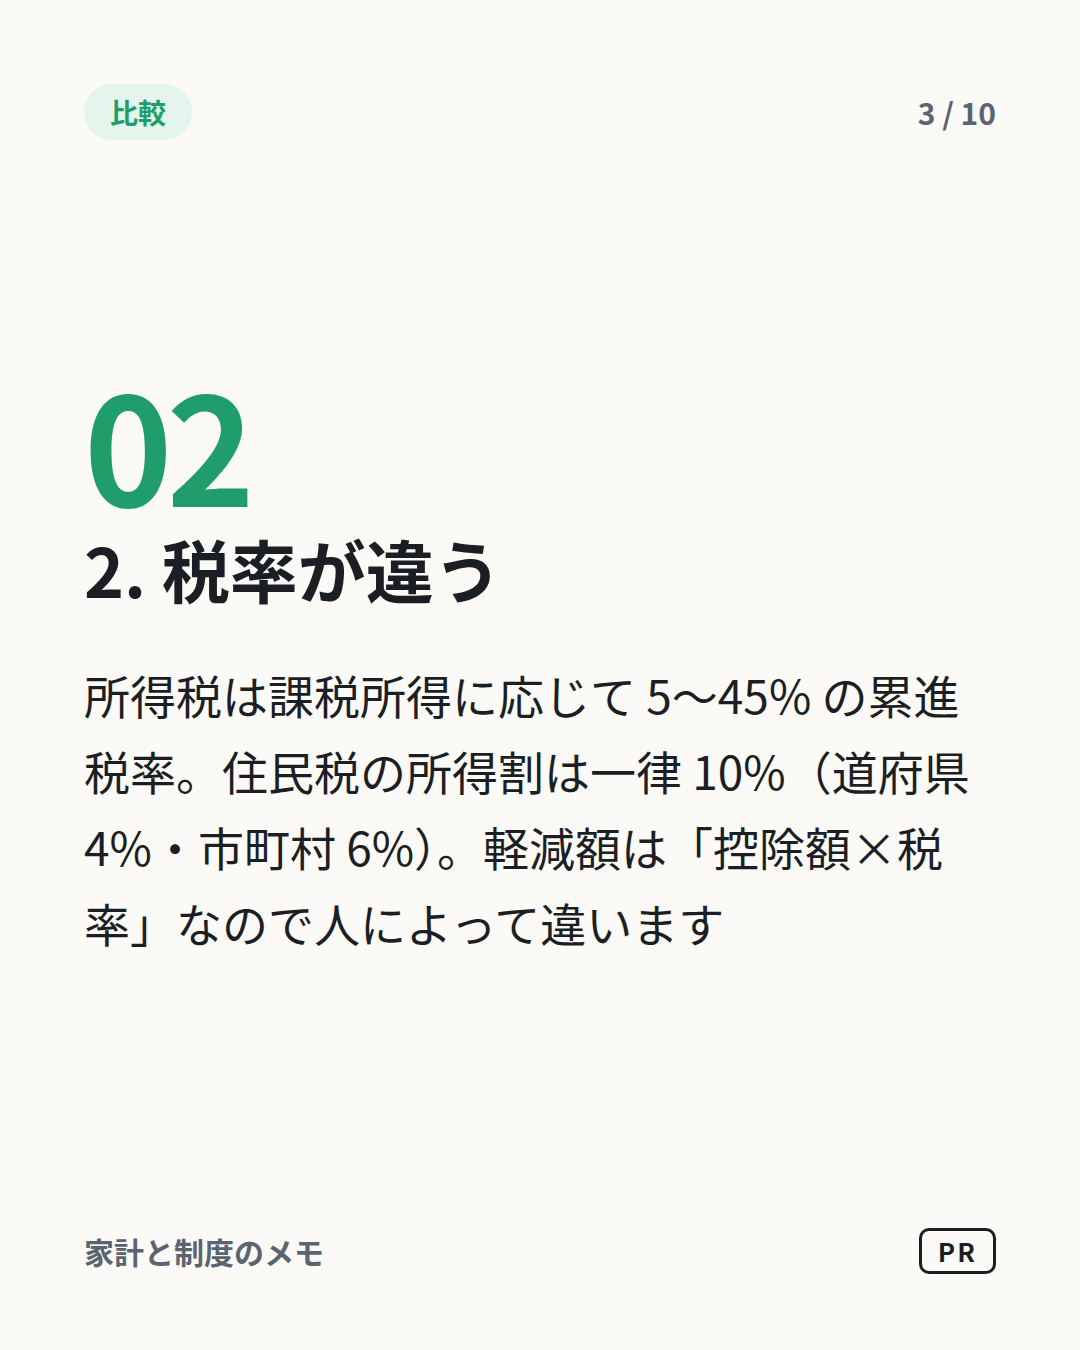 比較
3 / 10
02
2. 税率が違う
所得税は課税所得に応じて 5〜45% の累進
税率。住民税の所得割は一律 10%（道府県
4%・市町村 6%）。軽減額は「控除額×税
率」なので人によって違います
家計と制度のメモ
PR